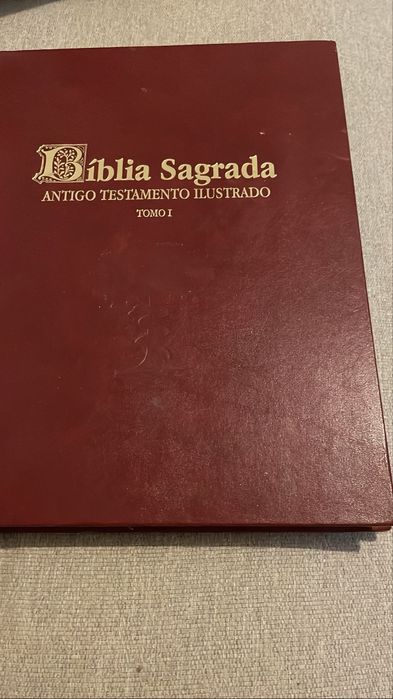 Bíblia Sagrada
ANTIGO TESTAMENTO ILUSTRADO
TOMO I